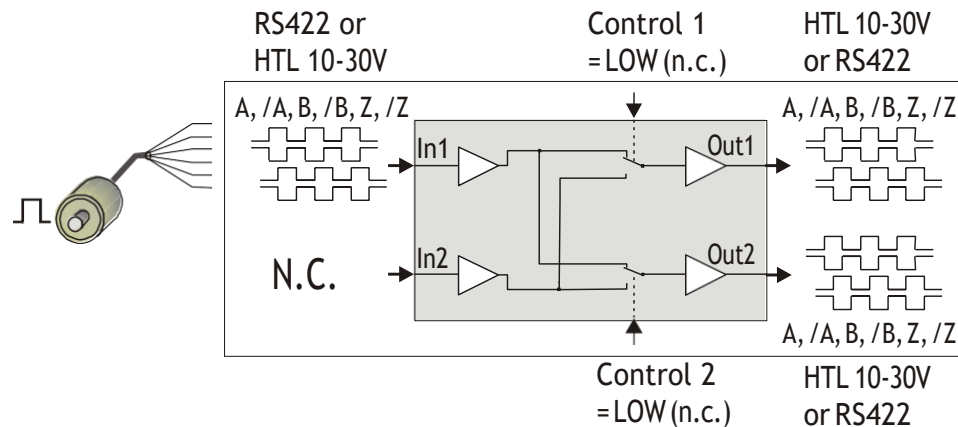 RS422 or
HTL 10-30V
Control 1
=LOW (n.c.)
HTL 10-30V
or RS422
A, /A, B, /B, Z, /Z
A, /A, B, /B, Z, /Z
In1
Out1
In2
Out2
N.C.
A, /A, B, /B, Z, /Z
Control 2
=LOW (n.c.)
HTL 10-30V
or RS422